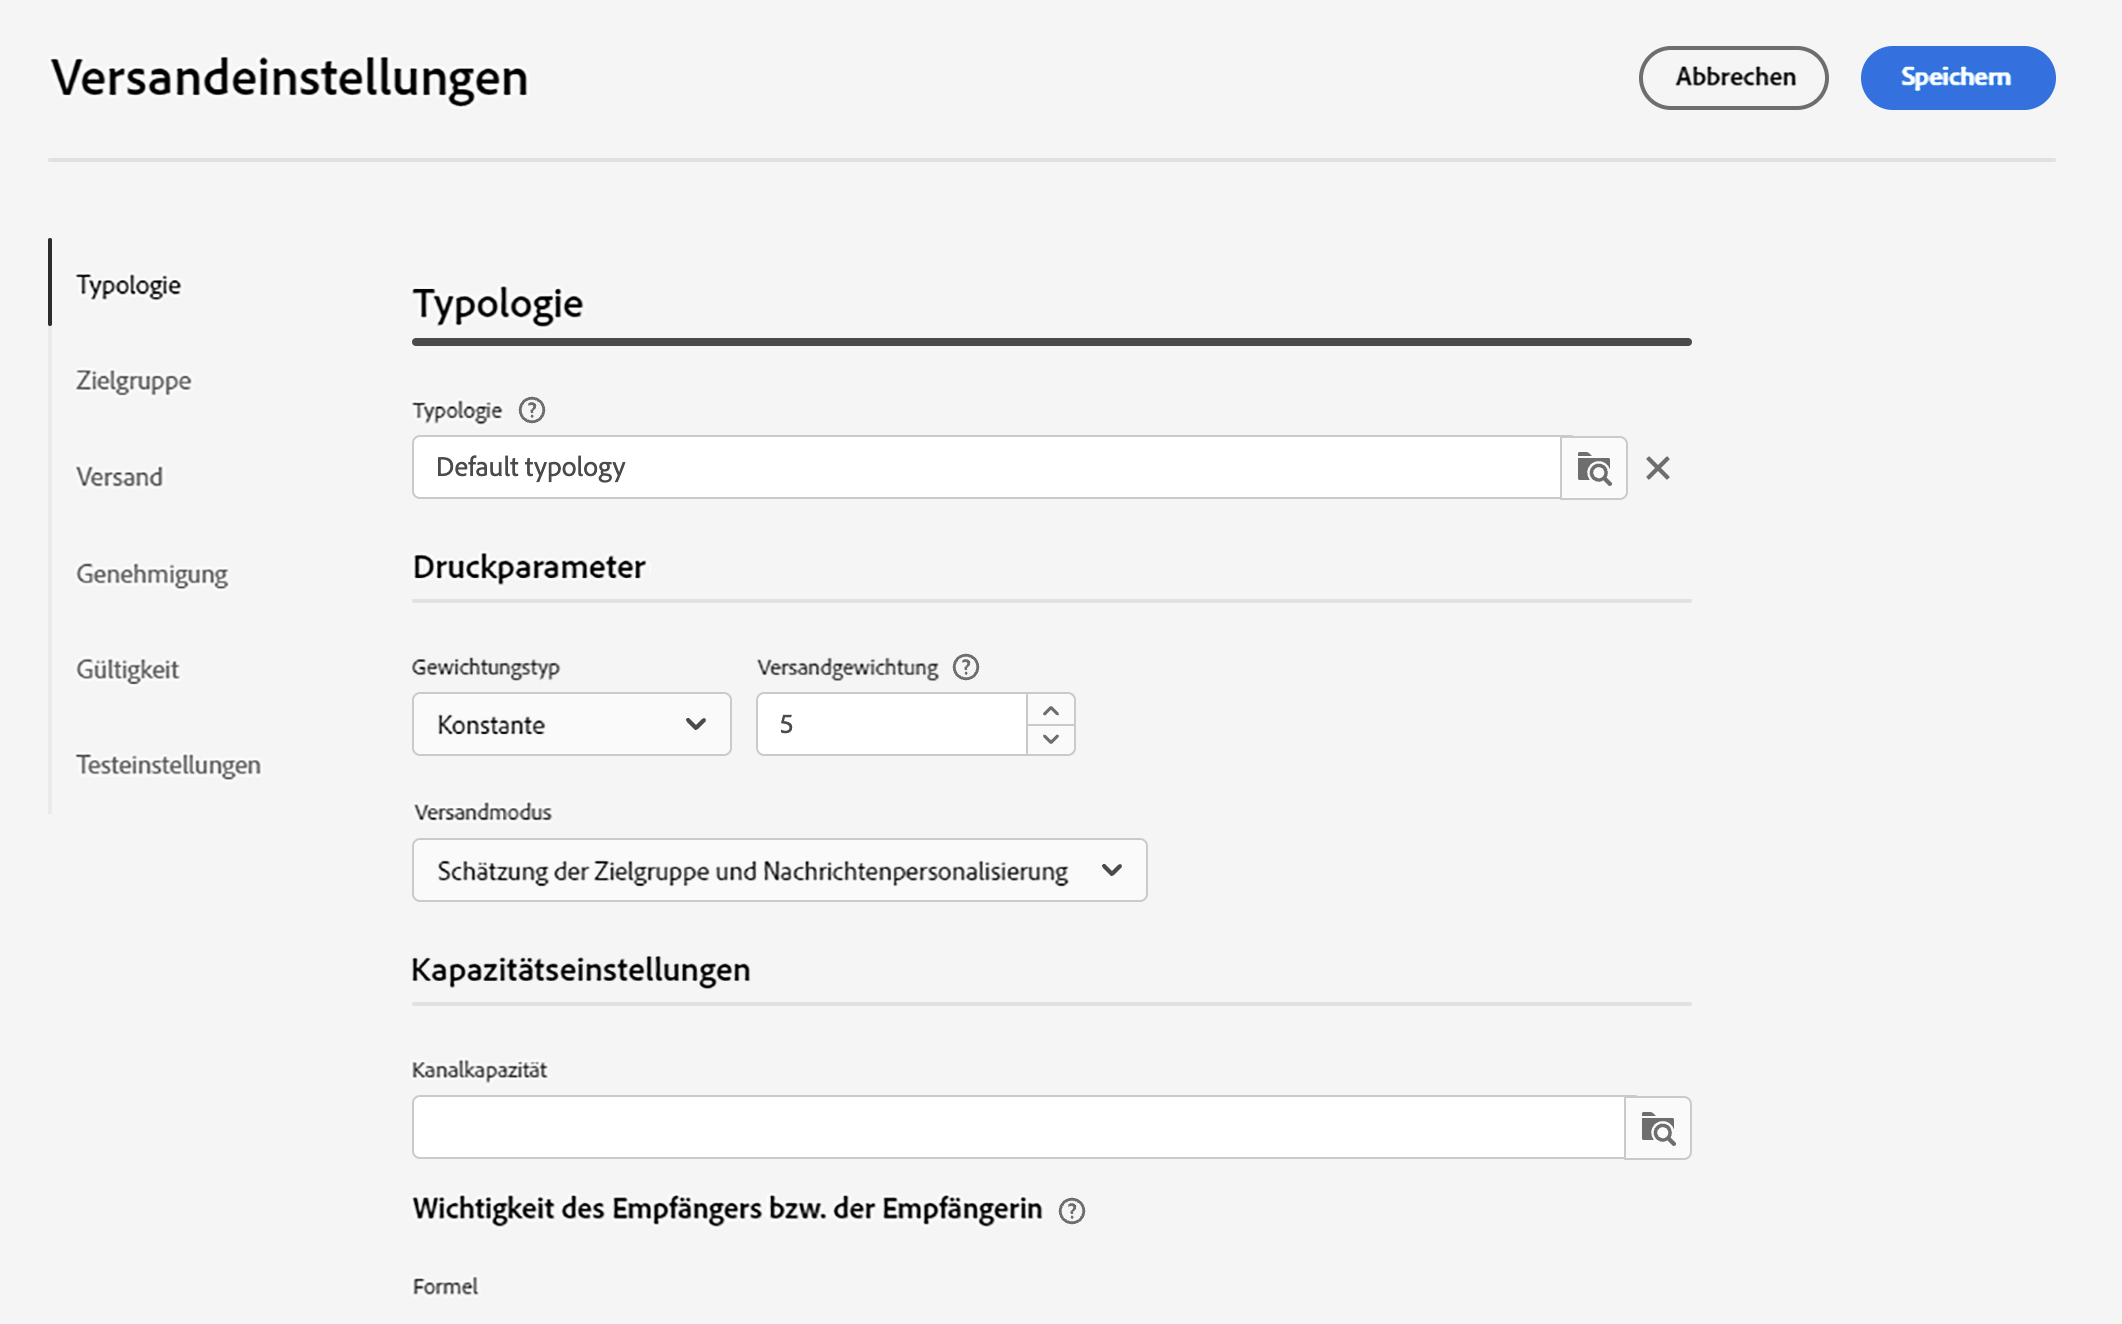 Versandeinstellungen
Abbrechen
Speichern
Typologie
Zielgruppe
Versand
Genehmigung
Gültigkeit
Testeinstellungen
Typologie
Typologie
Default typology
Druckparameter
Gewichtungstyp
Versandgewichtung
Konstante
5
Versandmodus
Schätzung der Zielgruppe und Nachrichtenpersonalisierung
Kapazitätseinstellungen
Kanalkapazität
Wichtigkeit des Empfängers bzw. der Empfängerin
Formel